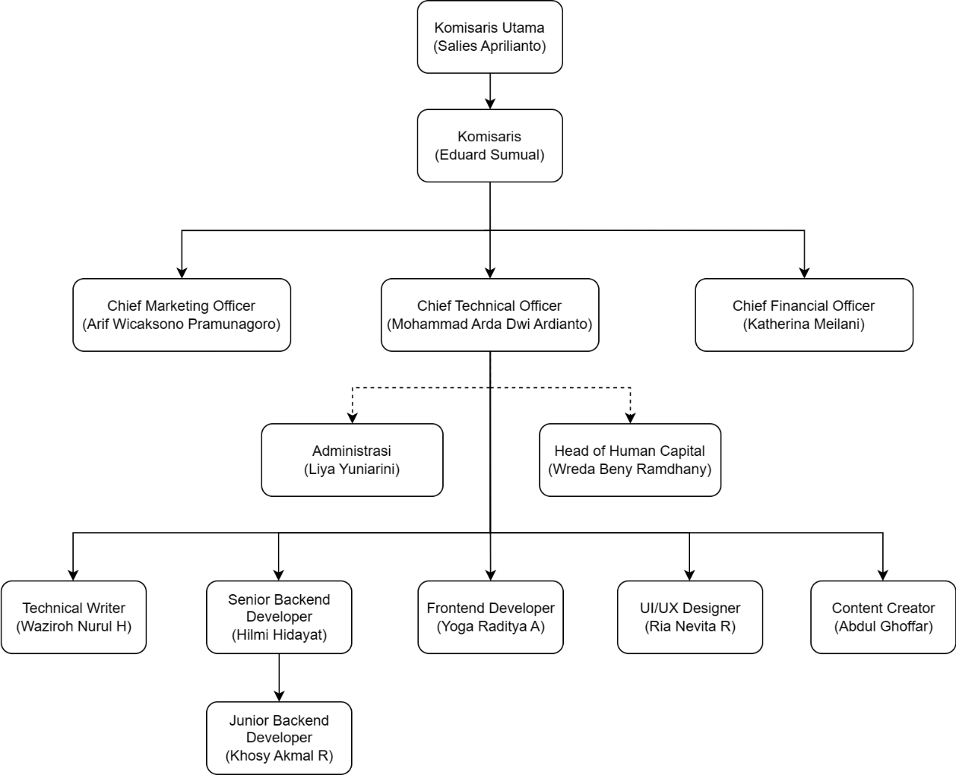 Komisaris Utama
(Salies Aprilianto)
Komisaris
(Eduard Sumual)
Chief Marketing Officer
(Arif Wicaksono Pramunagoro)
Chief Technical Officer
(Mohammad Arda Dwi Ardianto)
Chief Financial Officer
(Katherina Meilani)
Administrasi
(Liya Yuniarini)
Head of Human Capital
(Wreda Beny Ramdhany)
Technical Writer
(Waziroh Nurul H)
Senior Backend
Developer
(Hilmi Hidayat)
Frontend Developer
(Yoga Raditya A)
UI/UX Designer
(Ria Nevita R)
Content Creator
(Abdul Ghoffar)
Junior Backend
Developer
(Khosy Akmal R)